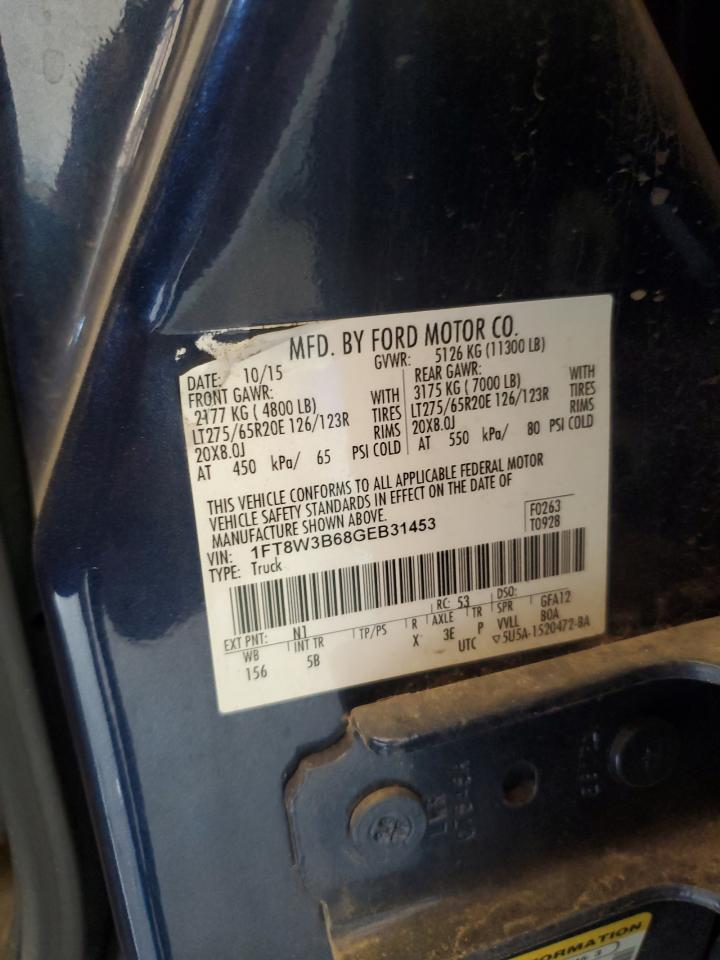 MFD. BY FORD MOTOR CO.
DATE: 10/15 GVWR: 5126 KG (11300 LB)
FRONT GAWR: REAR GAWR:
2177 KG ( 4800 LB) WITH 3175 KG ( 7000 LB) WITH
LT275/65R20E 126/123R TIRES LT275/65R20E 126/123R TIRES
20X8.0J RIMS 20X8.0J RIMS
AT 450 kPa/ 65 PSI COLD AT 550 kPa/ 80 PSI COLD
THIS VEHICLE CONFORMS TO ALL APPLICABLE FEDERAL MOTOR
VEHICLE SAFETY STANDARDS IN EFFECT ON THE DATE OF
MANUFACTURE SHOWN ABOVE.
VIN: 1FT8W3B68GEB31453
F0263
T0928
TYPE: Truck
EXT PNT: N1 RC: 53 DSO:
WB INT TR TP/PS R AXLE TR SPR GFA12
156 5B X 3E P VVLL BOA
UTC 5U5A-1520472-BA
FORMATION